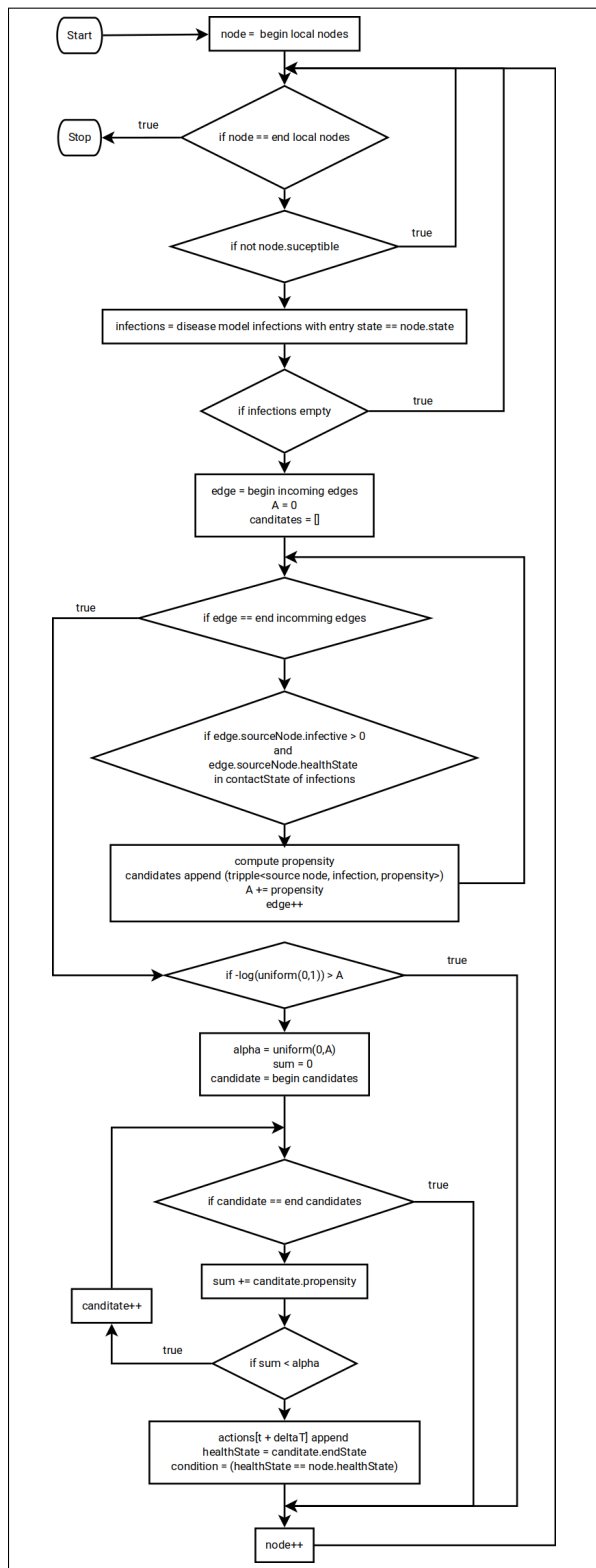 Start
node = begin local nodes
true
Stop
if node == end local nodes
true
if not node.suceptible
infections = disease model infections with entry state == node.state
true
if infections empty
edge = begin incoming edges
A = 0
canditates = []
true
if edge == end incomming edges
if edge.sourceNode.infective > 0
and
edge.sourceNode.healthState
in contactState of infections
compute propensity
candidates append (tripple<source node, infection, propensity>)
A += propensity
edge++
true
if -log(uniform(0,1)) > A
alpha = uniform(0,A)
sum = 0
candidate = begin candidates
true
if candidate == end candidates
sum += canditate.propensity
canditate++
true
if sum < alpha
actions[t + deltaT] append
healthState = canditate.endState
condition = (healthState == node.healthState)
node++